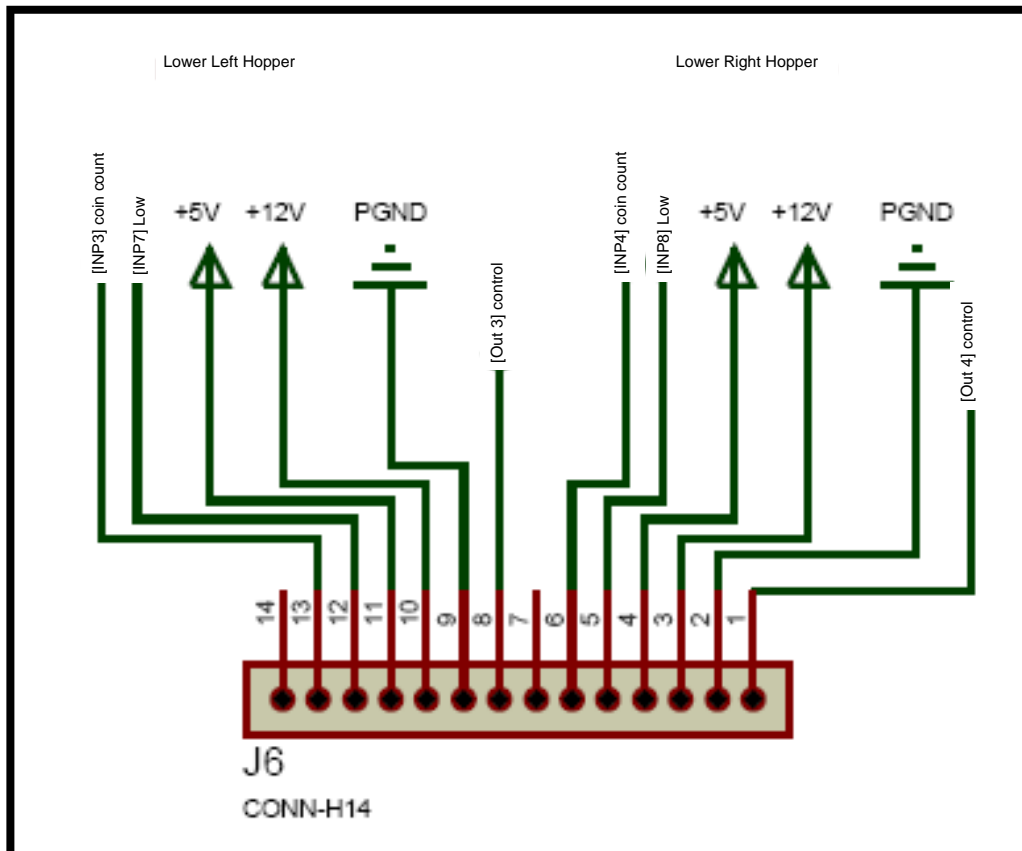 Lower Left Hopper
Lower Right Hopper
[INP3] coin count
[INP7] Low
+5V
+12V
PGND
[Out 3] control
[INP4] coin count
[INP8] Low
+5V
+12V
PGND
[Out 4] control
14
13
12
11
10
9
8
7
6
5
4
3
2
1
J6
CONN-H14